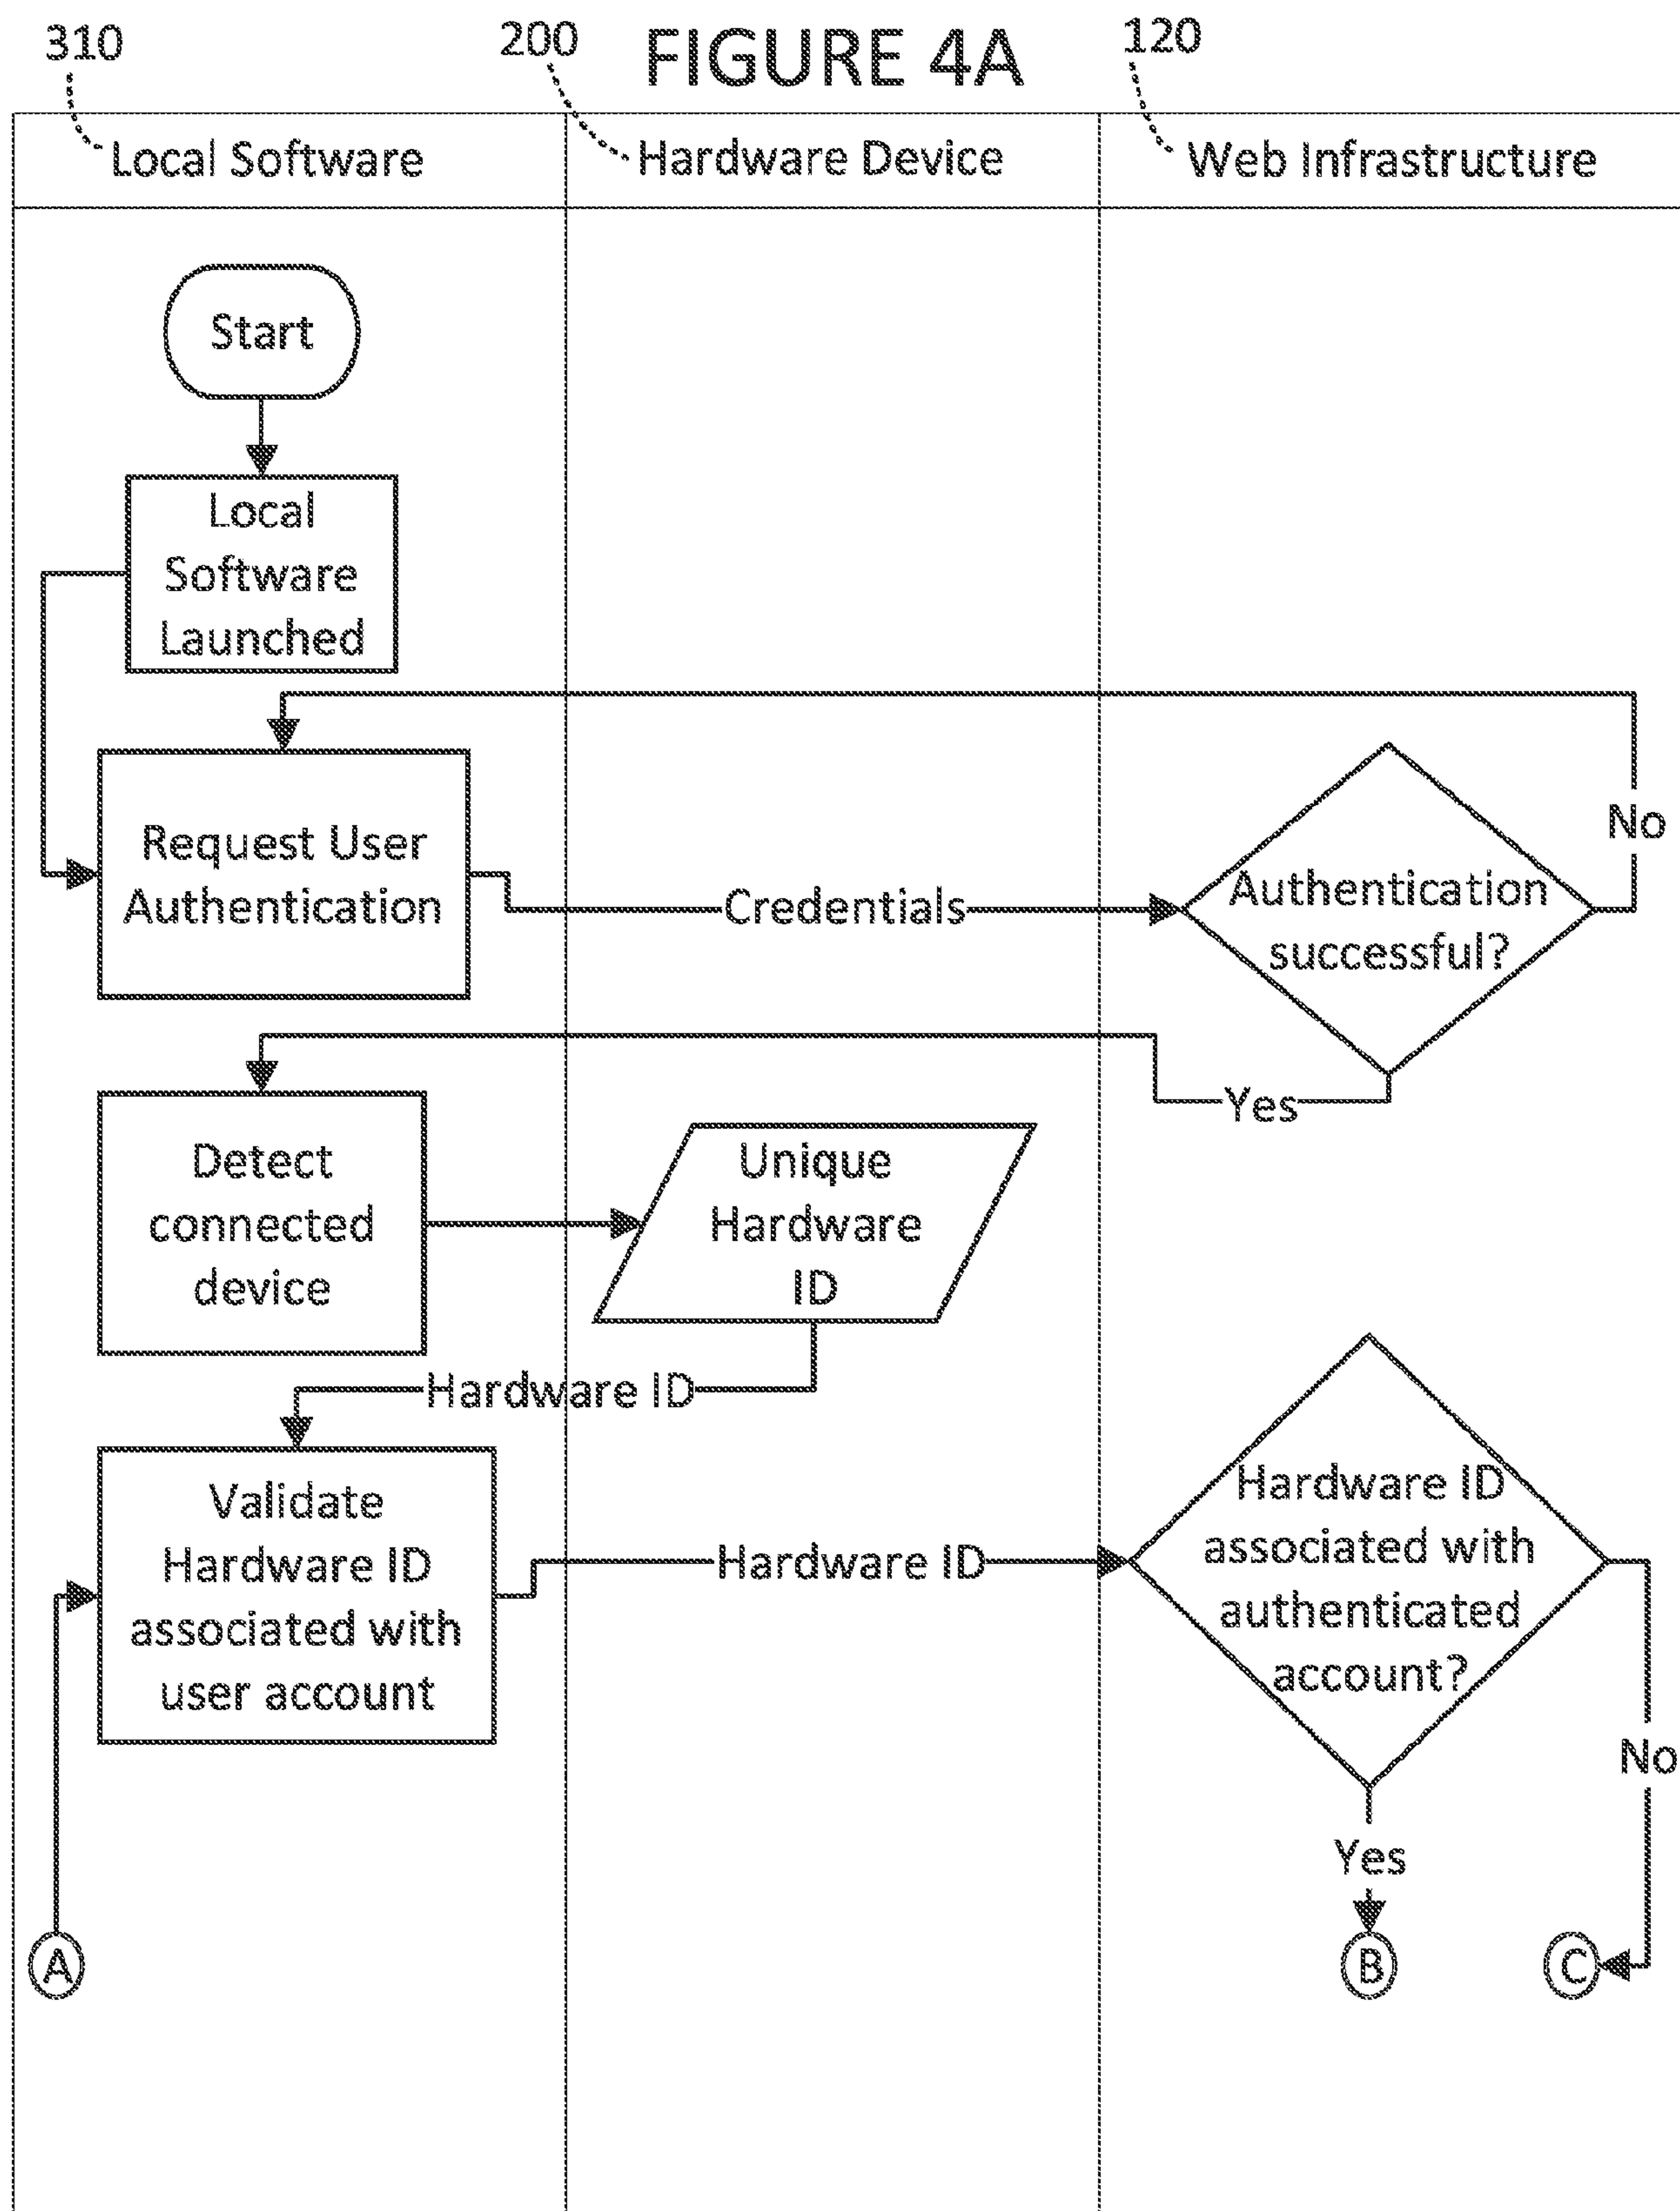 310
200
FIGURE 4A
120
Local Software
Hardware Device
Web Infrastructure
Start
Local
Software
Launched
Request User
Authentication
Credentials
Authentication
successful?
No
Yes
Detect
connected
device
Unique
Hardware
ID
Hardware ID
Validate
Hardware ID
associated with
user account
Hardware ID
Hardware ID
associated with
authenticated
account?
No
Yes
A
B
C